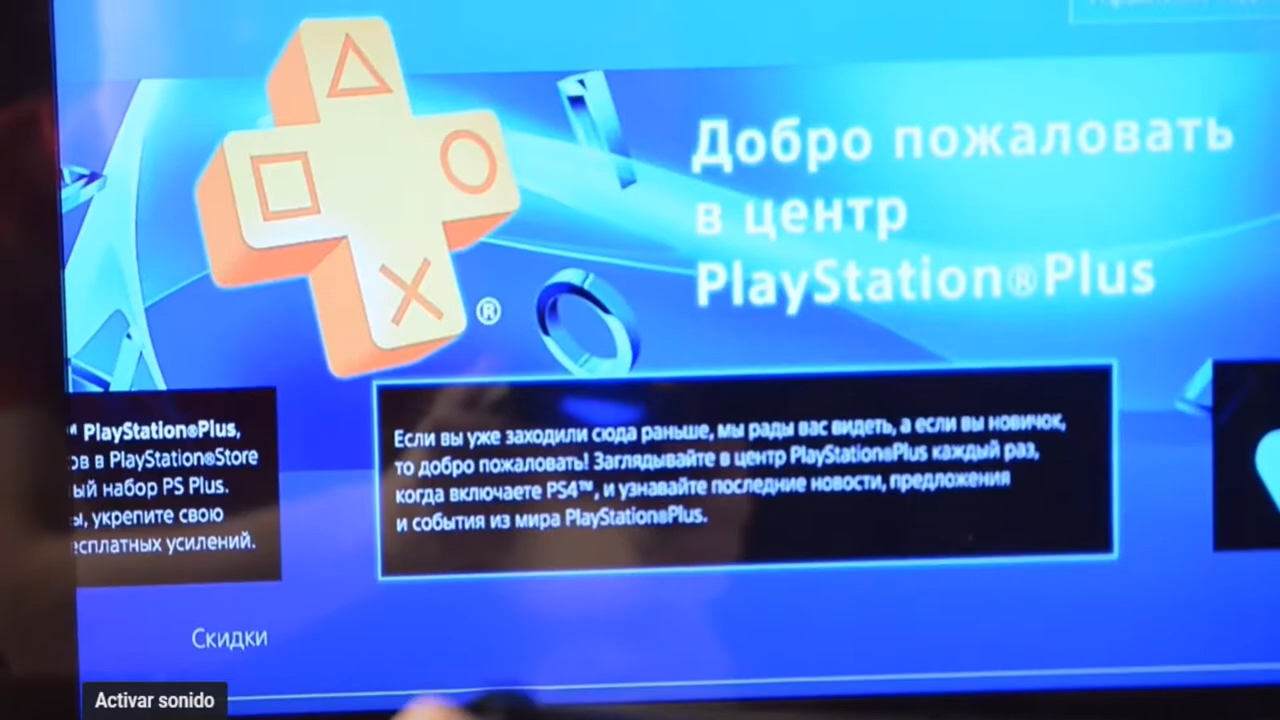 Добро пожаловать
в центр
PlayStation®Plus
®
PlayStation®Plus,
в PlayStation®Store
набор PS Plus.
укрепите свою
усилений.
Если вы уже заходили сюда раньше, мы рады вас видеть, а если вы новичок,
то добро пожаловать! Заглядывайте в центр PlayStation®Plus каждый раз,
когда включаете PS4™, и узнавайте последние новости, предложения
и события из мира PlayStation®Plus.
Скидки
Activar sonido